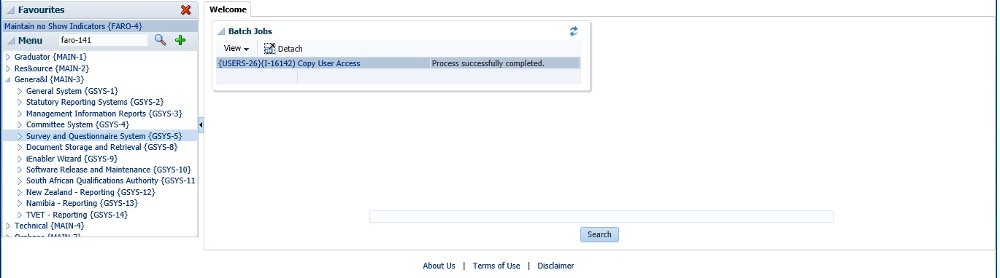 Favourites
Maintain no Show Indicators {FARO-4}
Menu faro-141
Graduator {MAIN-1}
Res&ource {MAIN-2}
Genera&l {MAIN-3}
General System {GSYS-1}
Statutory Reporting Systems {GSYS-2}
Management Information Reports {GSYS-3}
Committee System {GSYS-4}
Survey and Questionnaire System {GSYS-5}
Document Storage and Retrieval {GSYS-8}
iEnabler Wizard {GSYS-9}
Software Release and Maintenance {GSYS-10}
South African Qualifications Authority {GSYS-11
New Zealand - Reporting {GSYS-12}
Namibia - Reporting {GSYS-13}
TVET - Reporting {GSYS-14}
Technical {MAIN-4}
Welcome
Batch Jobs
View Detach
{USERS-26}(I-16142) Copy User Access Process successfully completed.
Search
About Us | Terms of Use | Disclaimer